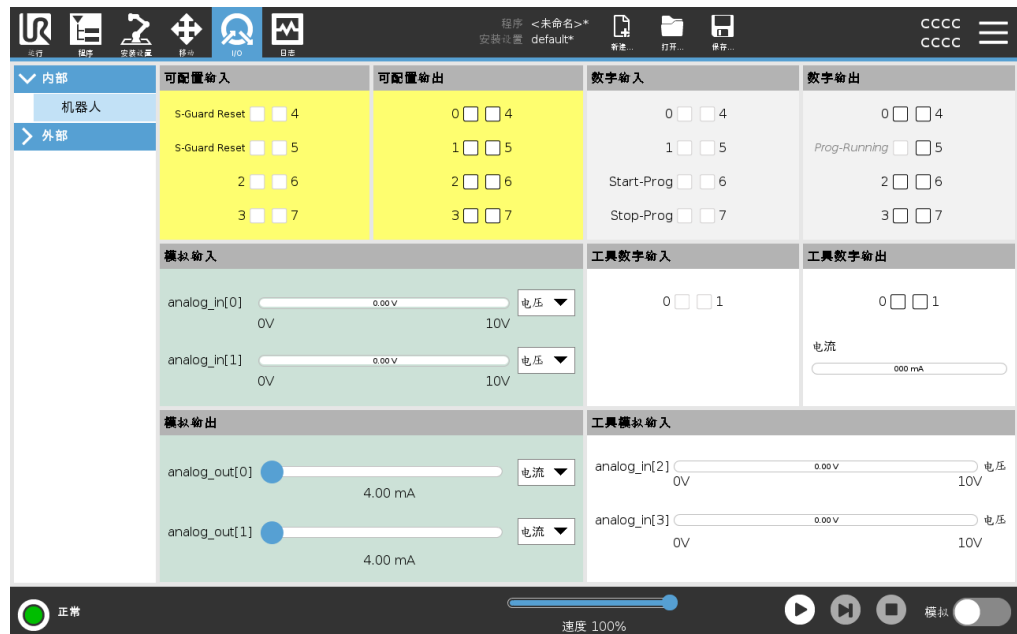 UR
运行
程序
安装设置
移动
I/O
日志
程序 <未命名>*
安装设置 default*
新建...
打开...
保存...
CCCC
CCCC
内部
机器人
外部
可配置输入
S-Guard Reset 4
S-Guard Reset 5
2 6
3 7
可配置输出
0 4
1 5
2 6
3 7
数字输入
0 4
1 5
Start-Prog 6
Stop-Prog 7
数字输出
0 4
Prog-Running 5
2 6
3 7
模拟输入
analog_in[0] 0.00 V 电压
0V 10V
analog_in[1] 0.00 V 电压
0V 10V
工具数字输入
0 1
工具数字输出
0 1
电流
000 mA
模拟输出
analog_out[0] 电流
4.00 mA
analog_out[1] 电流
4.00 mA
工具模拟输入
analog_in[2] 0.00 V 电压
0V 10V
analog_in[3] 0.00 V 电压
0V 10V
正常
速度 100%
模拟